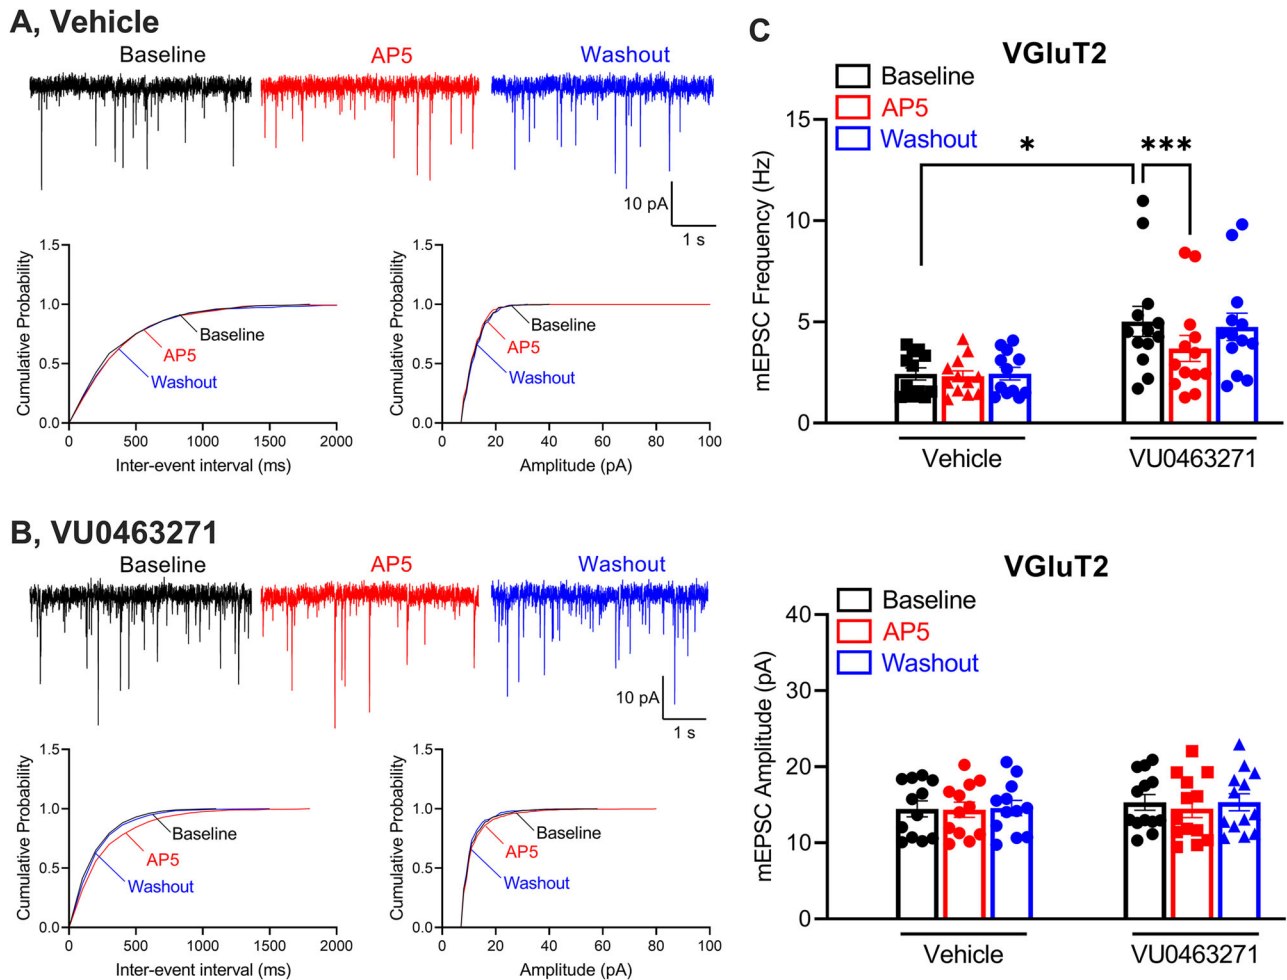 A, Vehicle
Baseline AP5 Washout
10 pA
1 s
Cumulative Probability
1.5
1.0
0.5
0.0
0 500 1000 1500 2000
Inter-event interval (ms)
Baseline
AP5
Washout
Cumulative Probability
1.5
1.0
0.5
0.0
0 20 40 60 80 100
Amplitude (pA)
Baseline
AP5
Washout
B, VU0463271
Baseline AP5 Washout
10 pA
1 s
Cumulative Probability
1.5
1.0
0.5
0.0
0 500 1000 1500 2000
Inter-event interval (ms)
Baseline
AP5
Washout
Cumulative Probability
1.5
1.0
0.5
0.0
0 20 40 60 80 100
Amplitude (pA)
Baseline
AP5
Washout
C
VGluT2
Baseline
AP5
Washout
mEPSC Frequency (Hz)
15
10
5
0
* ***
Vehicle VU0463271
VGluT2
Baseline
AP5
Washout
mEPSC Amplitude (pA)
40
30
20
10
0
Vehicle VU0463271